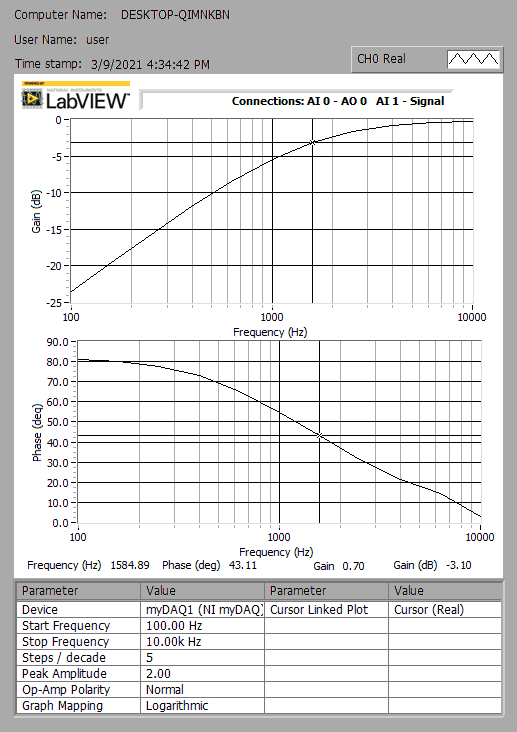 Computer Name: DESKTOP-QIMNKBN
User Name: user
Time stamp: 3/9/2021 4:34:42 PM
CH0 Real
POWERED BY
NATIONAL INSTRUMENTS
LabVIEW™
Connections: AI 0 - AO 0 AI 1 - Signal
0
-5
-10
-15
-20
-25
Gain (dB)
100 1000 10000
Frequency (Hz)
90.0
80.0
70.0
60.0
50.0
40.0
30.0
20.0
10.0
0.0
Phase (deg)
100 1000 10000
Frequency (Hz)
Frequency (Hz) 1584.89 Phase (deg) 43.11 Gain 0.70 Gain (dB) -3.10
Parameter Value Parameter Value
Device myDAQ1 (NI myDAQ) Cursor Linked Plot Cursor (Real)
Start Frequency 100.00 Hz
Stop Frequency 10.00k Hz
Steps / decade 5
Peak Amplitude 2.00
Op-Amp Polarity Normal
Graph Mapping Logarithmic